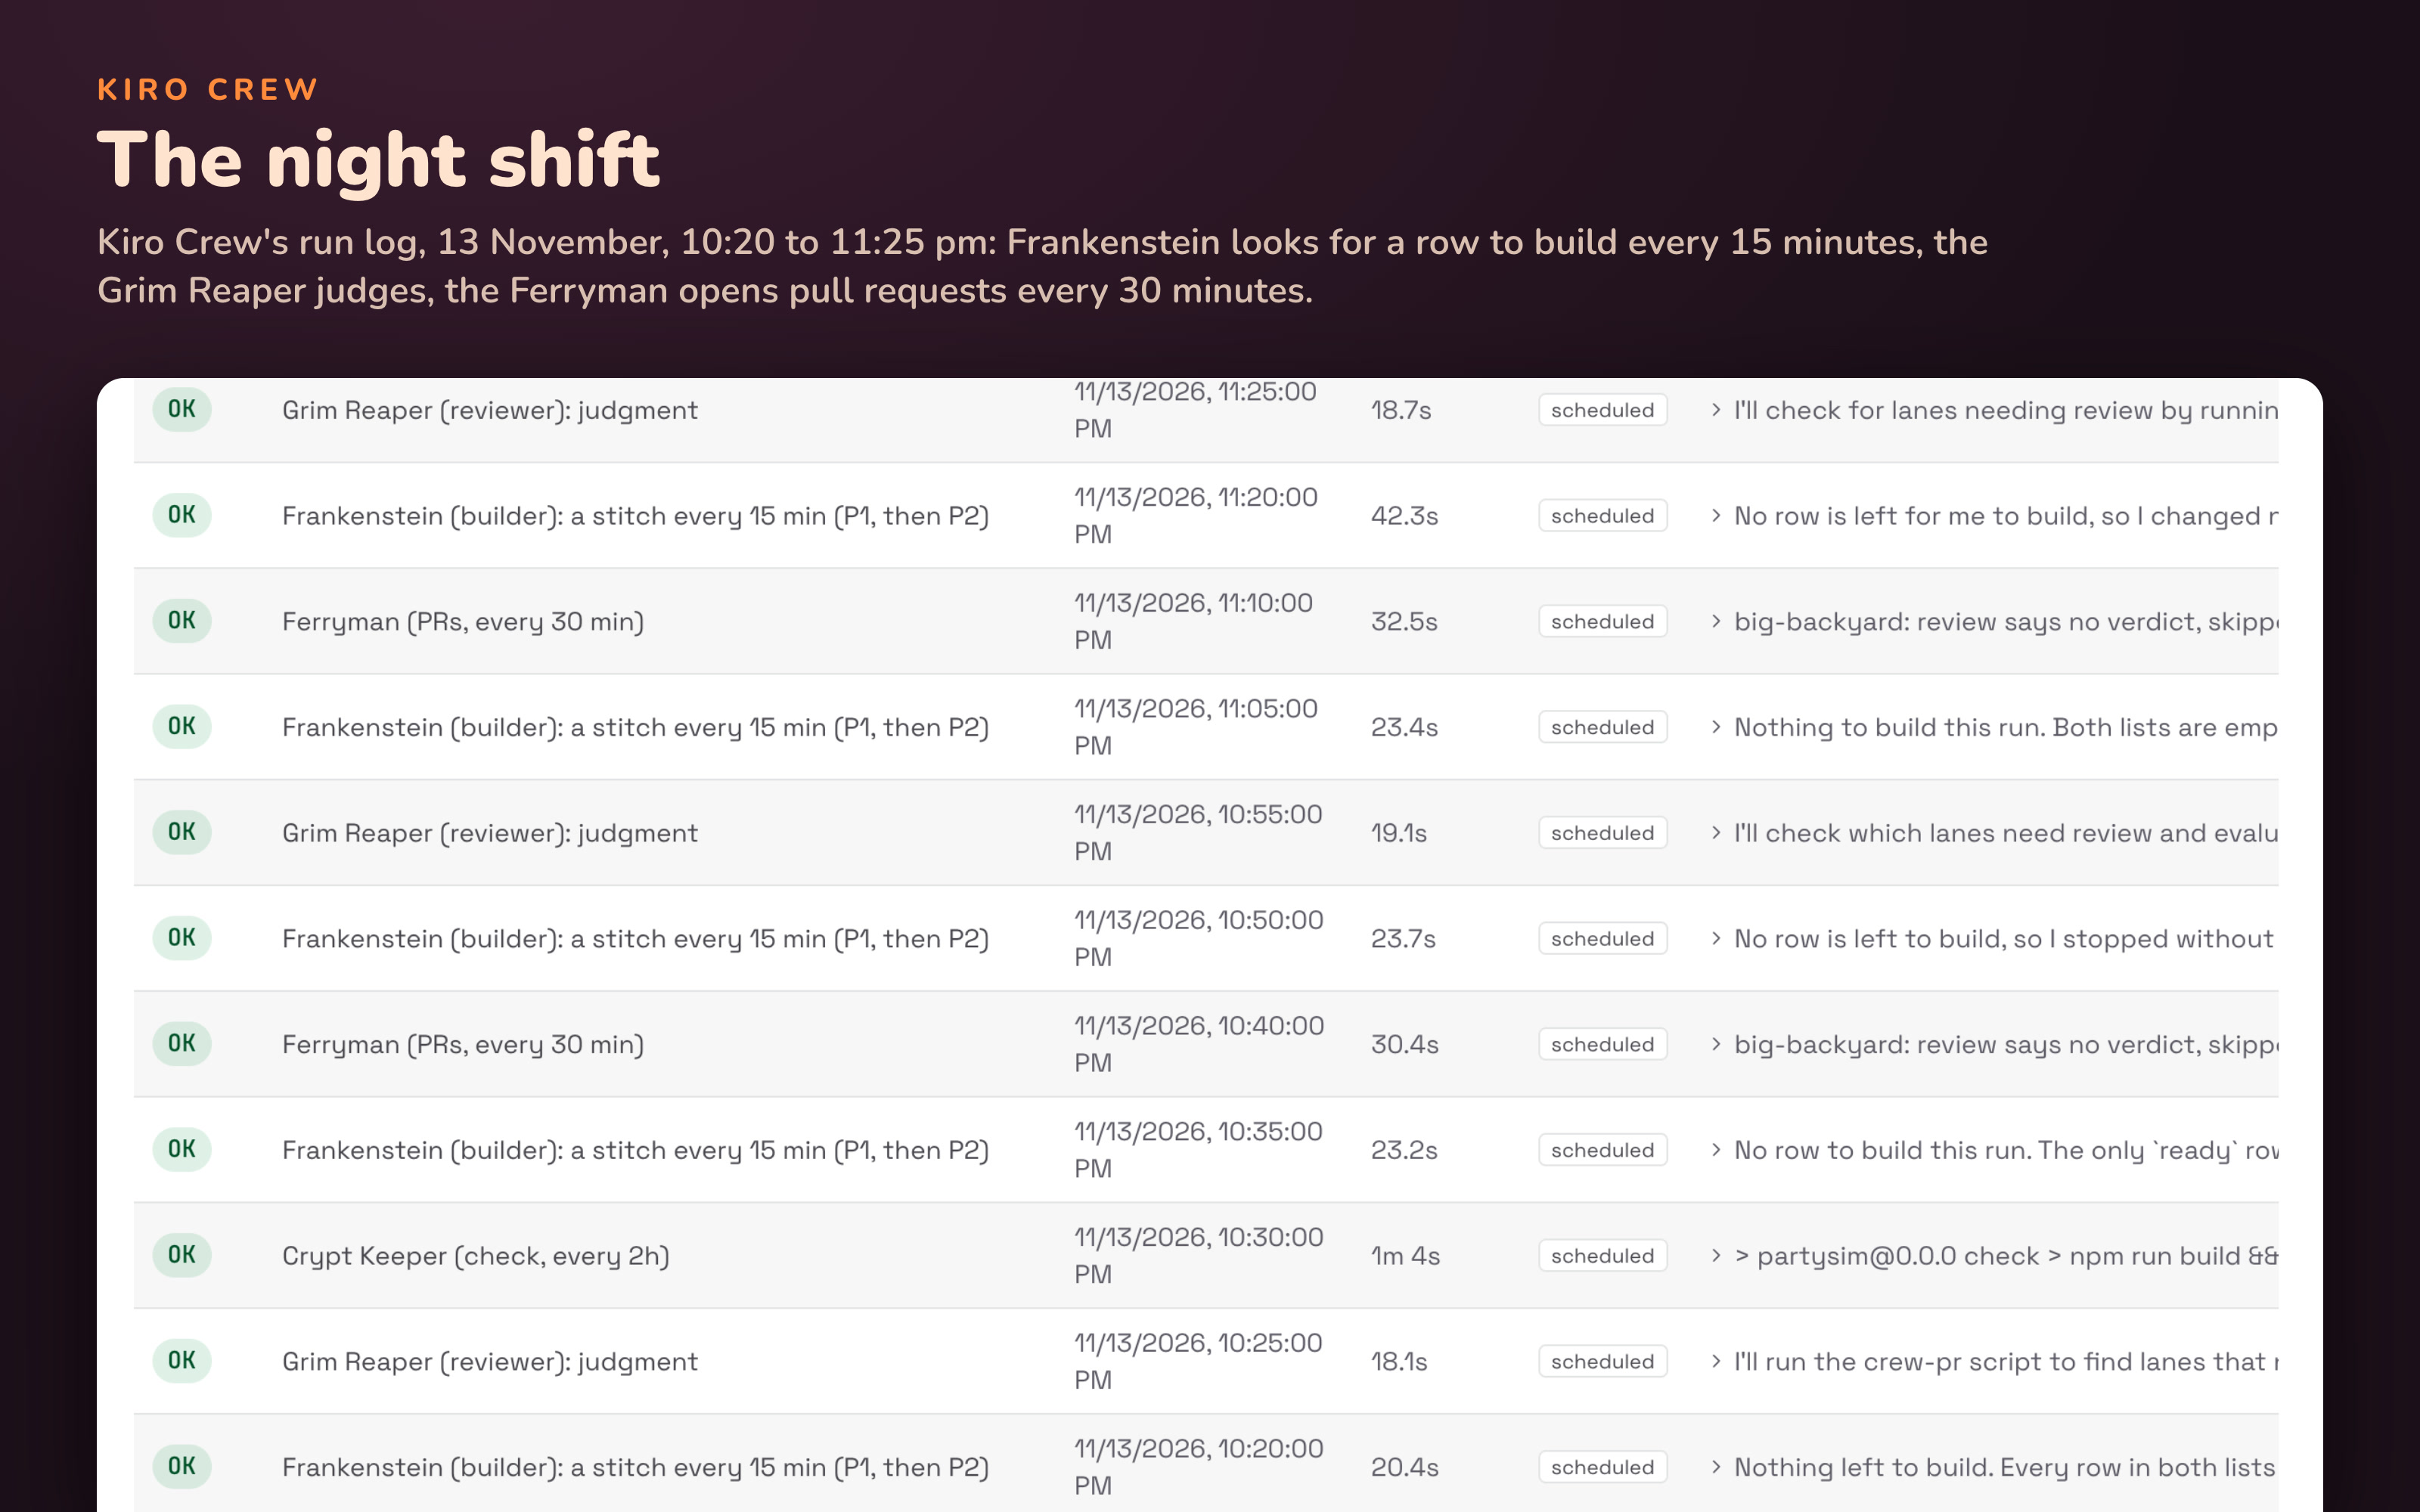 KIRO CREW
The night shift
Kiro Crew's run log, 13 November, 10:20 to 11:25 pm: Frankenstein looks for a row to build every 15 minutes, the
Grim Reaper judges, the Ferryman opens pull requests every 30 minutes.
OK Grim Reaper (reviewer): judgment 11/13/2026, 11:25:00 PM 18.7s scheduled > I'll check for lanes needing review by runnin
OK Frankenstein (builder): a stitch every 15 min (P1, then P2) 11/13/2026, 11:20:00 PM 42.3s scheduled > No row is left for me to build, so I changed
OK Ferryman (PRs, every 30 min) 11/13/2026, 11:10:00 PM 32.5s scheduled > big-backyard: review says no verdict, skipp
OK Frankenstein (builder): a stitch every 15 min (P1, then P2) 11/13/2026, 11:05:00 PM 23.4s scheduled > Nothing to build this run. Both lists are emp
OK Grim Reaper (reviewer): judgment 11/13/2026, 10:55:00 PM 19.1s scheduled > I'll check which lanes need review and evalu
OK Frankenstein (builder): a stitch every 15 min (P1, then P2) 11/13/2026, 10:50:00 PM 23.7s scheduled > No row is left to build, so I stopped without
OK Ferryman (PRs, every 30 min) 11/13/2026, 10:40:00 PM 30.4s scheduled > big-backyard: review says no verdict, skipp
OK Frankenstein (builder): a stitch every 15 min (P1, then P2) 11/13/2026, 10:35:00 PM 23.2s scheduled > No row to build this run. The only `ready` row
OK Crypt Keeper (check, every 2h) 11/13/2026, 10:30:00 PM 1m 4s scheduled > > partysim@0.0.0 check > npm run build &&
OK Grim Reaper (reviewer): judgment 11/13/2026, 10:25:00 PM 18.1s scheduled > I'll run the crew-pr script to find lanes that
OK Frankenstein (builder): a stitch every 15 min (P1, then P2) 11/13/2026, 10:20:00 PM 20.4s scheduled > Nothing left to build. Every row in both lists